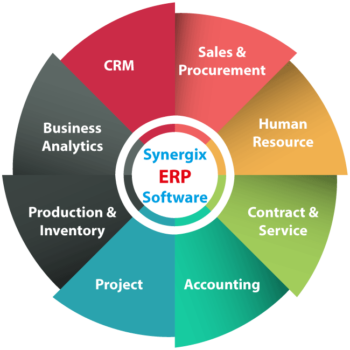 CRM
Sales &
Procurement
Human
Resource
Contract &
Service
Accounting
Project
Production &
Inventory
Business
Analytics
Synergix
ERP
Software